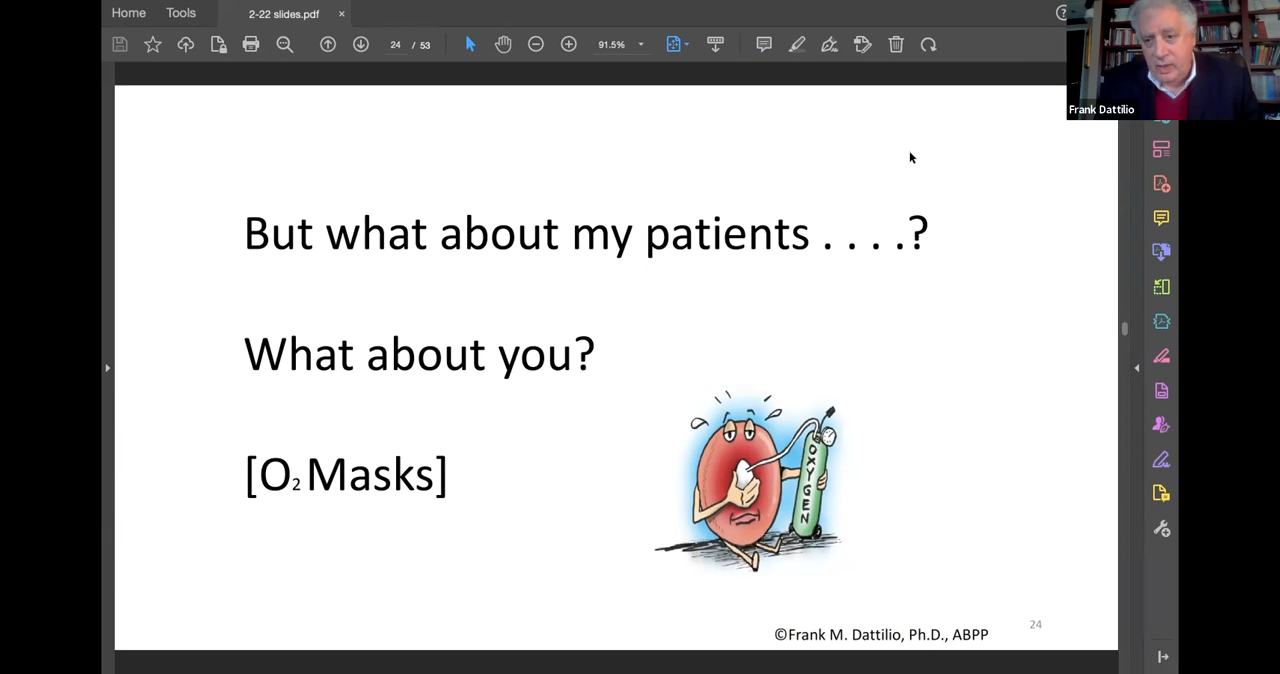 Home Tools 2-22 slides.pdf ×
24 / 53 91.5%
Frank Dattilio
But what about my patients . . . .?
What about you?
[O₂ Masks]
OXYGEN
24
©Frank M. Dattilio, Ph.D., ABPP